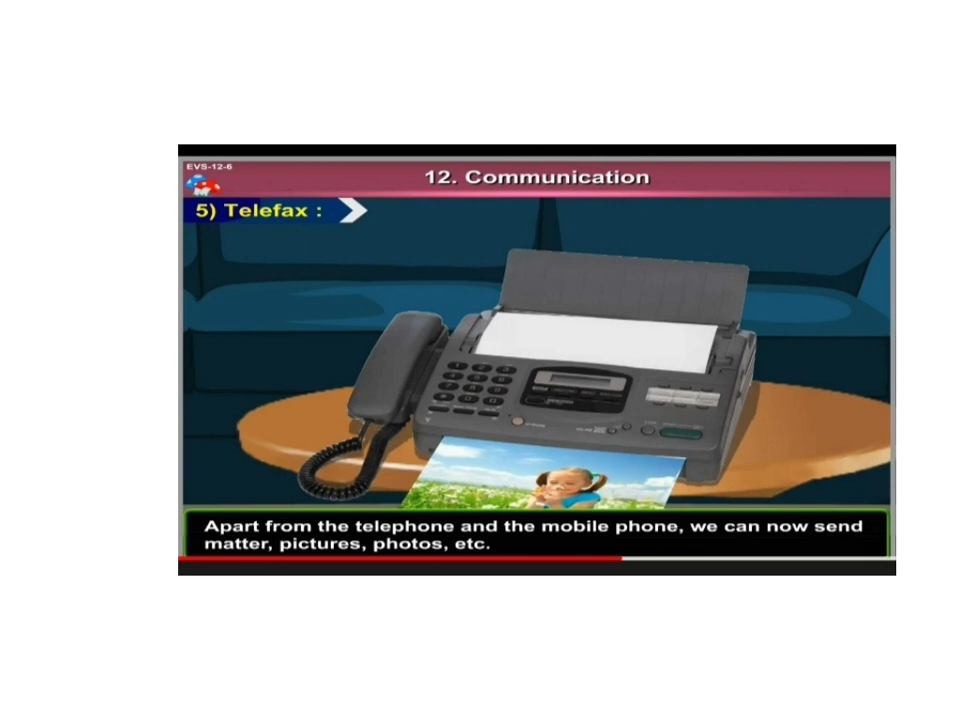 EVS-12-6
12. Communication
5) Telefax :
Apart from the telephone and the mobile phone, we can now send
matter, pictures, photos, etc.